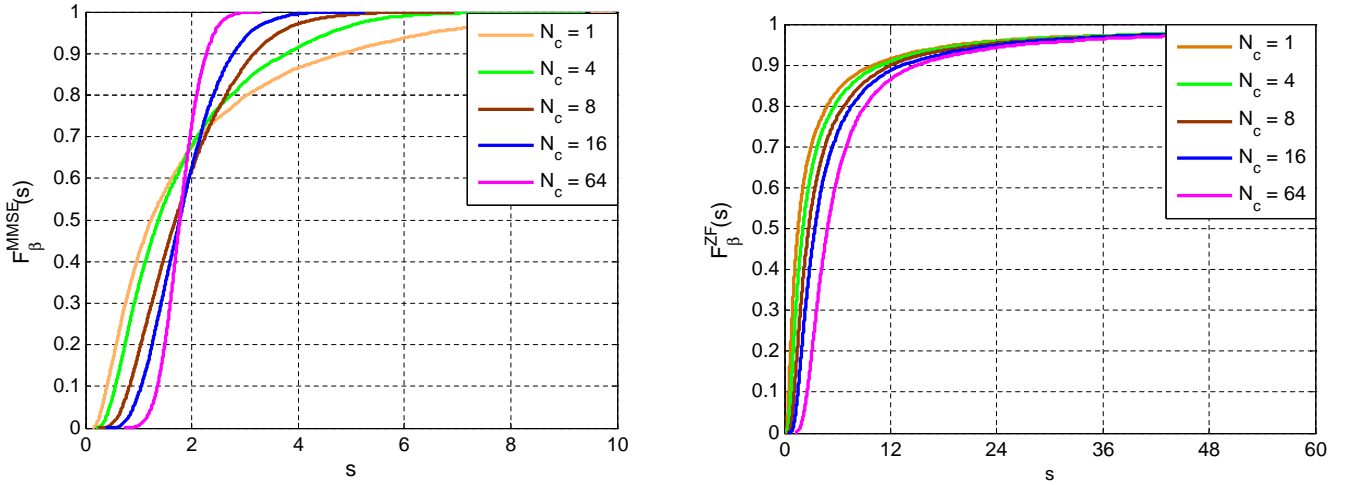 1
0.9
0.8
0.7
0.6
0.5
0.4
0.3
0.2
0.1
0
0 2 4 6 8 10
s
F_β^MMSE(s)
N_c = 1
N_c = 4
N_c = 8
N_c = 16
N_c = 64
1
0.9
0.8
0.7
0.6
0.5
0.4
0.3
0.2
0.1
0
0 12 24 36 48 60
s
F_β^ZF(s)
N_c = 1
N_c = 4
N_c = 8
N_c = 16
N_c = 64